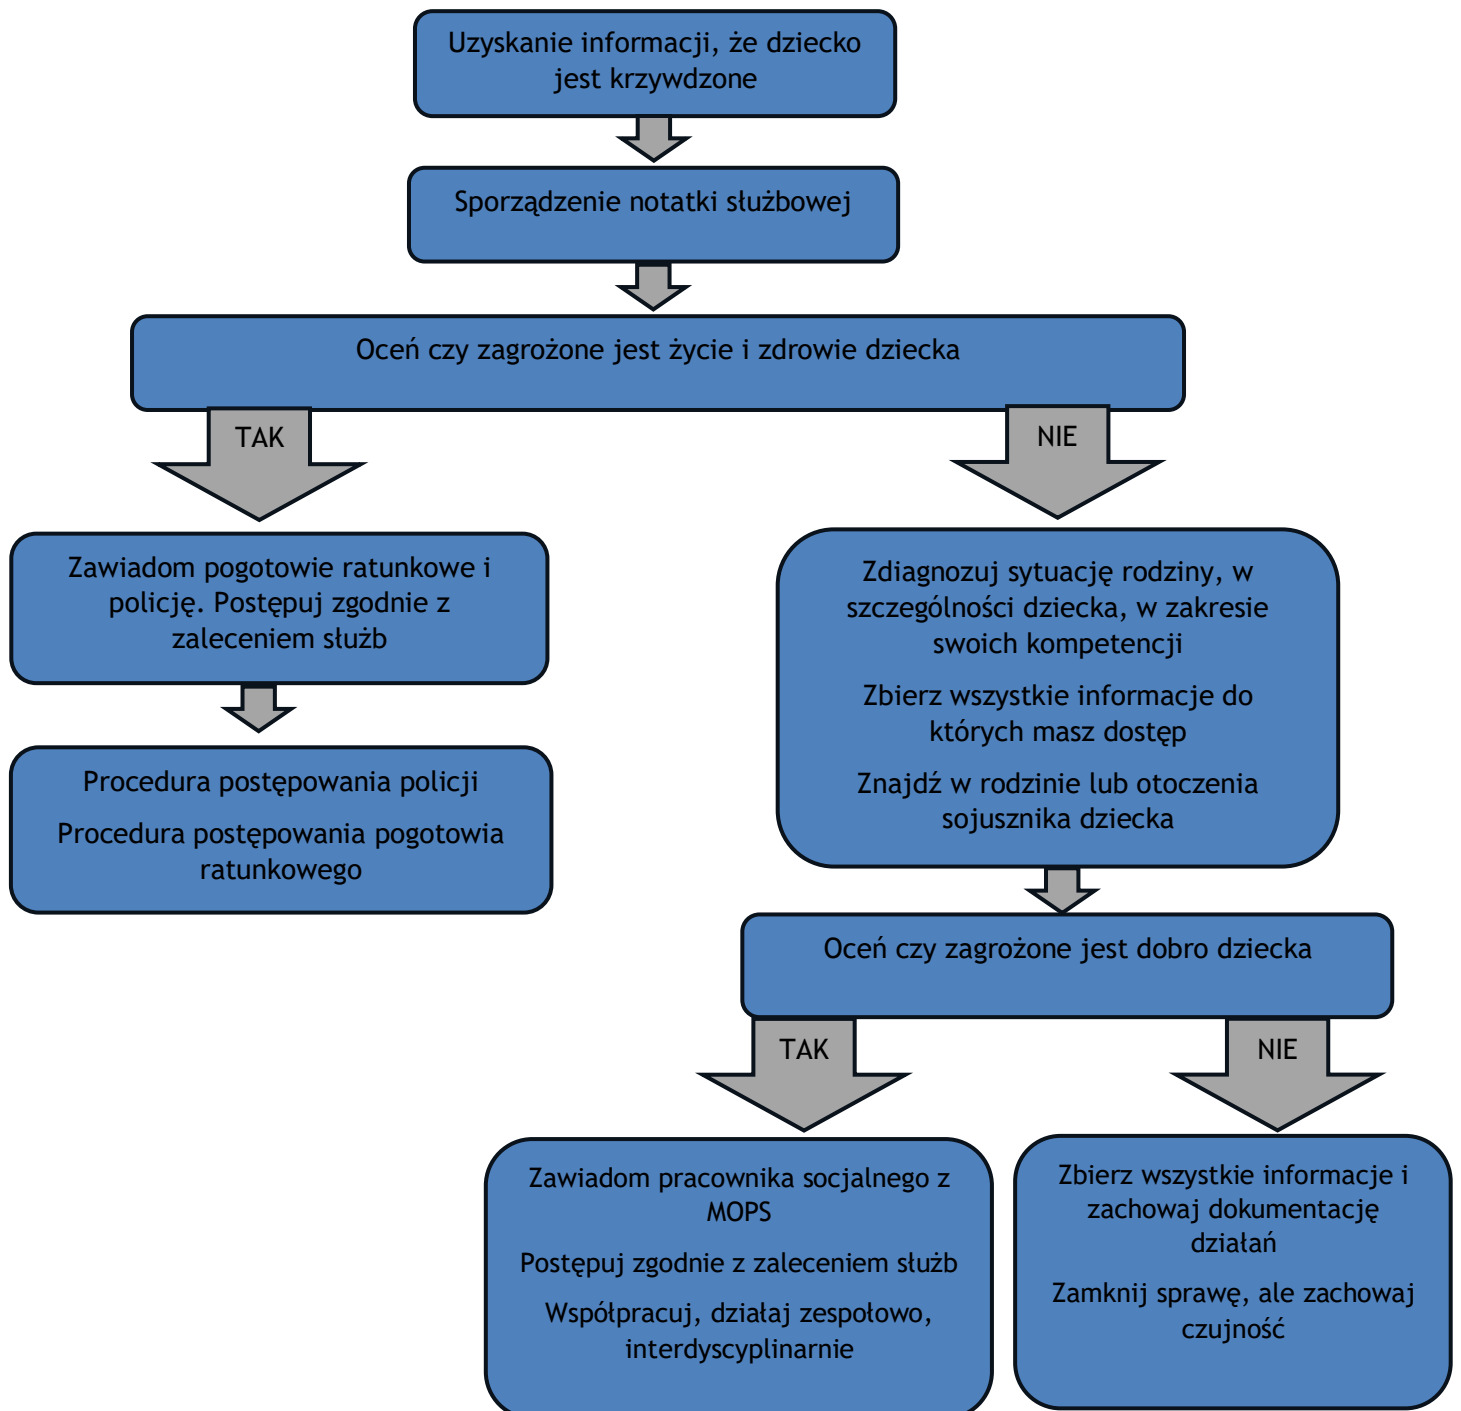 Uzyskanie informacji, że dziecko
jest krzywdzone
Sporządzenie notatki służbowej
Oceń czy zagrożone jest życie i zdrowie dziecka
TAK
NIE
Zawiadom pogotowie ratunkowe i
policję. Postępuj zgodnie z
zaleceniem służb
Procedura postępowania policji
Procedura postępowania pogotowia
ratunkowego
Zdiagnozuj sytuację rodziny, w
szczególności dziecka, w zakresie
swoich kompetencji
Zbierz wszystkie informacje do
których masz dostęp
Znajdź w rodzinie lub otoczenia
sojusznika dziecka
Oceń czy zagrożone jest dobro dziecka
TAK
NIE
Zawiadom pracownika socjalnego z
MOPS
Postępuj zgodnie z zaleceniem służb
Współpracuj, działaj zespołowo,
interdyscyplinarnie
Zbierz wszystkie informacje i
zachowaj dokumentację
działań
Zamknij sprawę, ale zachowaj
czujność